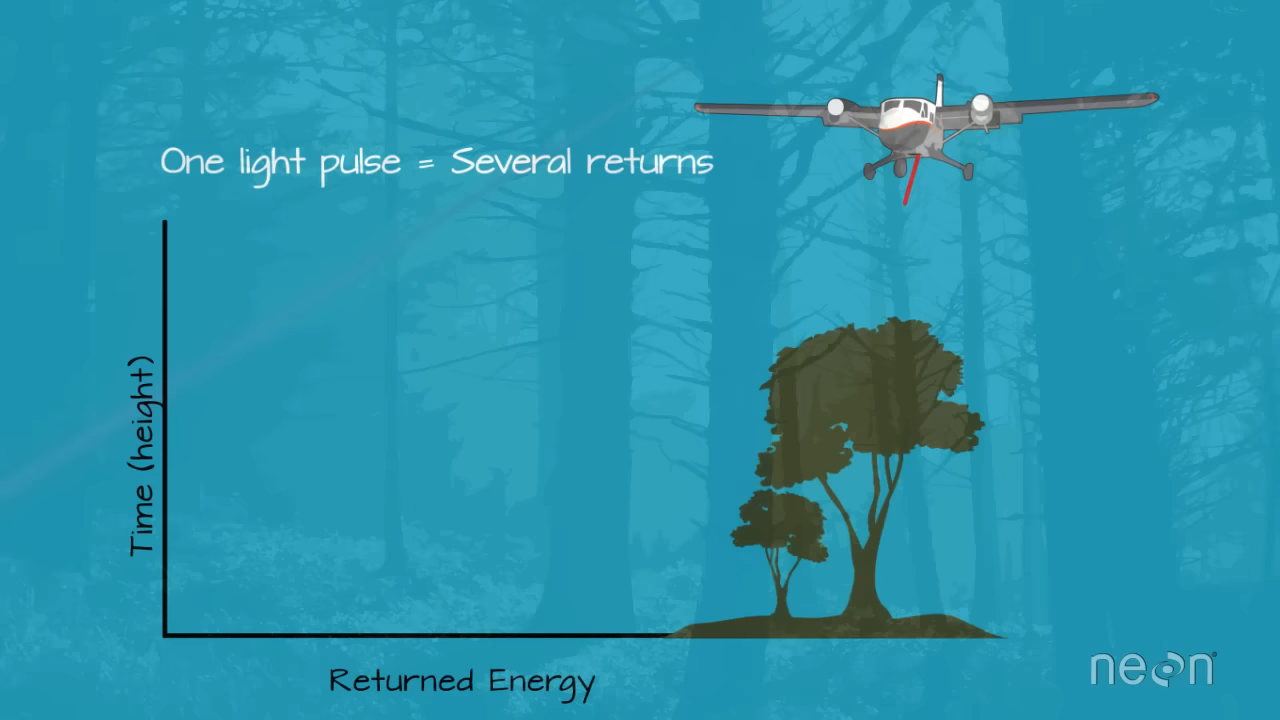 One light pulse = Several returns
Time (height)
Returned Energy
neon